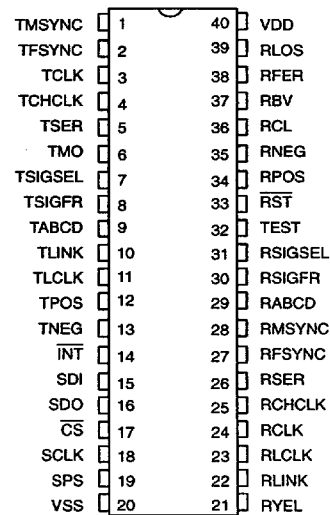 TMSYNC 1 40 VDD
TFSYNC 2 39 RLOS
TCLK 3 38 RFER
TCHCLK 4 37 RBV
TSER 5 36 RCL
TMO 6 35 RNEG
TSIGSEL 7 34 RPOS
TSIGFR 8 33 R̅S̅T̅
TABCD 9 32 TEST
TLINK 10 31 RSIGSEL
TLCLK 11 30 RSIGFR
TPOS 12 29 RABCD
TNEG 13 28 RMSYNC
I̅N̅T̅ 14 27 RFSYNC
SDI 15 26 RSER
SDO 16 25 RCHCLK
C̅S̅ 17 24 RCLK
SCLK 18 23 RLCLK
SPS 19 22 RLINK
VSS 20 21 RYEL